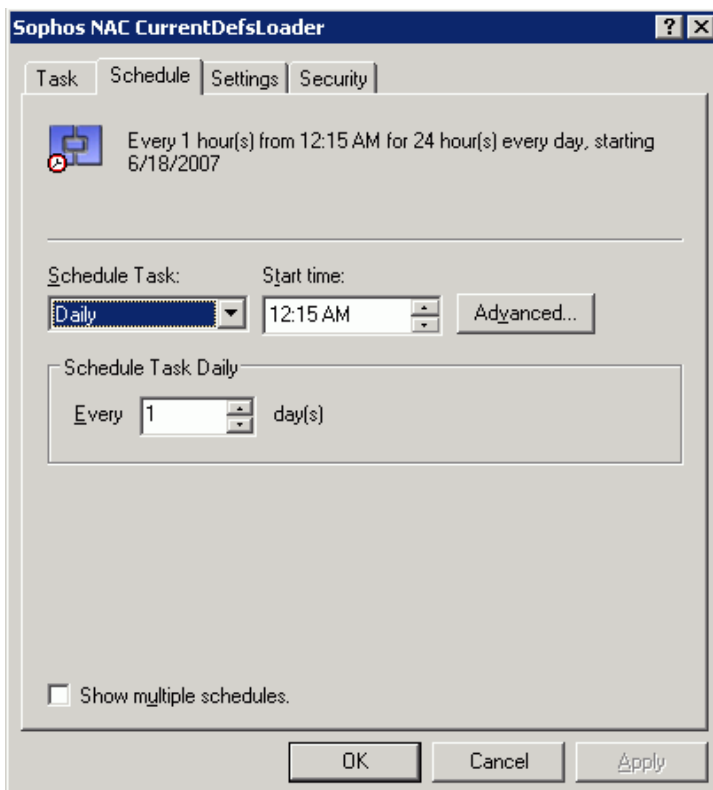 Sophos NAC CurrentDefsLoader
Task Schedule Settings Security
Every 1 hour(s) from 12:15 AM for 24 hour(s) every day, starting
6/18/2007
Schedule Task: Start time:
Daily 12:15 AM Advanced...
Schedule Task Daily
Every 1 day(s)
Show multiple schedules.
OK Cancel Apply